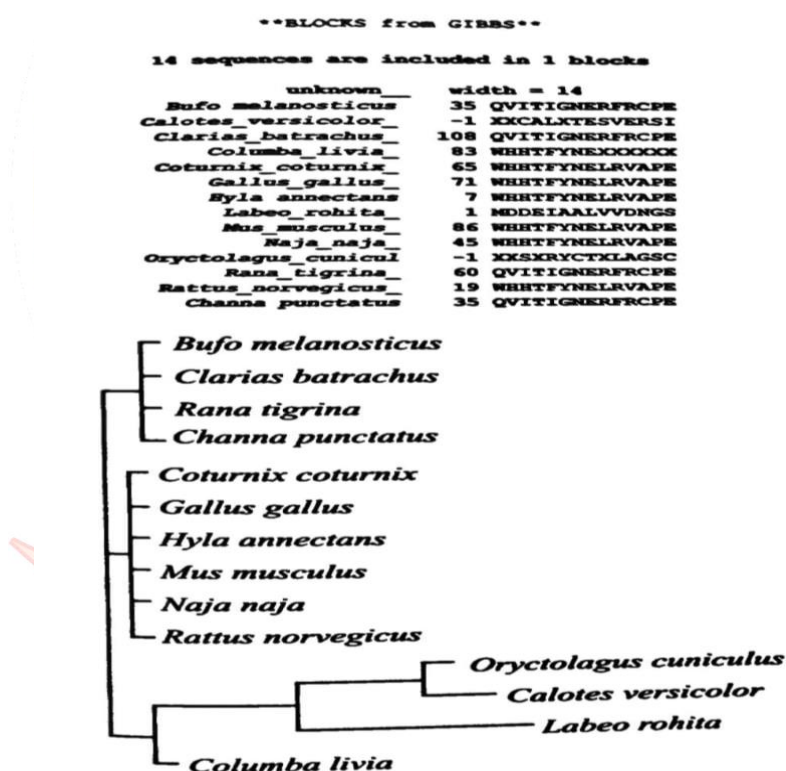 **BLOCKS from GIBBS**
14 sequences are included in 1 blocks
unknown__ width = 14
Bufo melanosticus 35 QVITIGNERFRCPE
Calotes_versicolor_ -1 XXCALXTESVERSI
Clarias_batrachus_ 108 QVITIGNERFRCPE
Columba_livia_ 83 WHHTFYNEXXXXXX
Coturnix_coturnix_ 65 WHHTFYNELRVAPE
Gallus_gallus_ 71 WHHTFYNELRVAPE
Hyla annectans 7 WHHTFYNELRVAPE
Labeo_rohita_ 1 MDDEIAALVVDNGS
Mus_musculus_ 86 WHHTFYNELRVAPE
Naja_naja_ 45 WHHTFYNELRVAPE
Oryctolagus_cunicul -1 XXSXRYCTXLAGSC
Rana_tigrina_ 60 QVITIGNERFRCPE
Rattus_norvegicus_ 19 WHHTFYNELRVAPE
Channa punctatus 35 QVITIGNERFRCPE
Bufo melanosticus
Clarias batrachus
Rana tigrina
Channa punctatus
Coturnix coturnix
Gallus gallus
Hyla annectans
Mus musculus
Naja naja
Rattus norvegicus
Oryctolagus cuniculus
Calotes versicolor
Labeo rohita
Columba livia